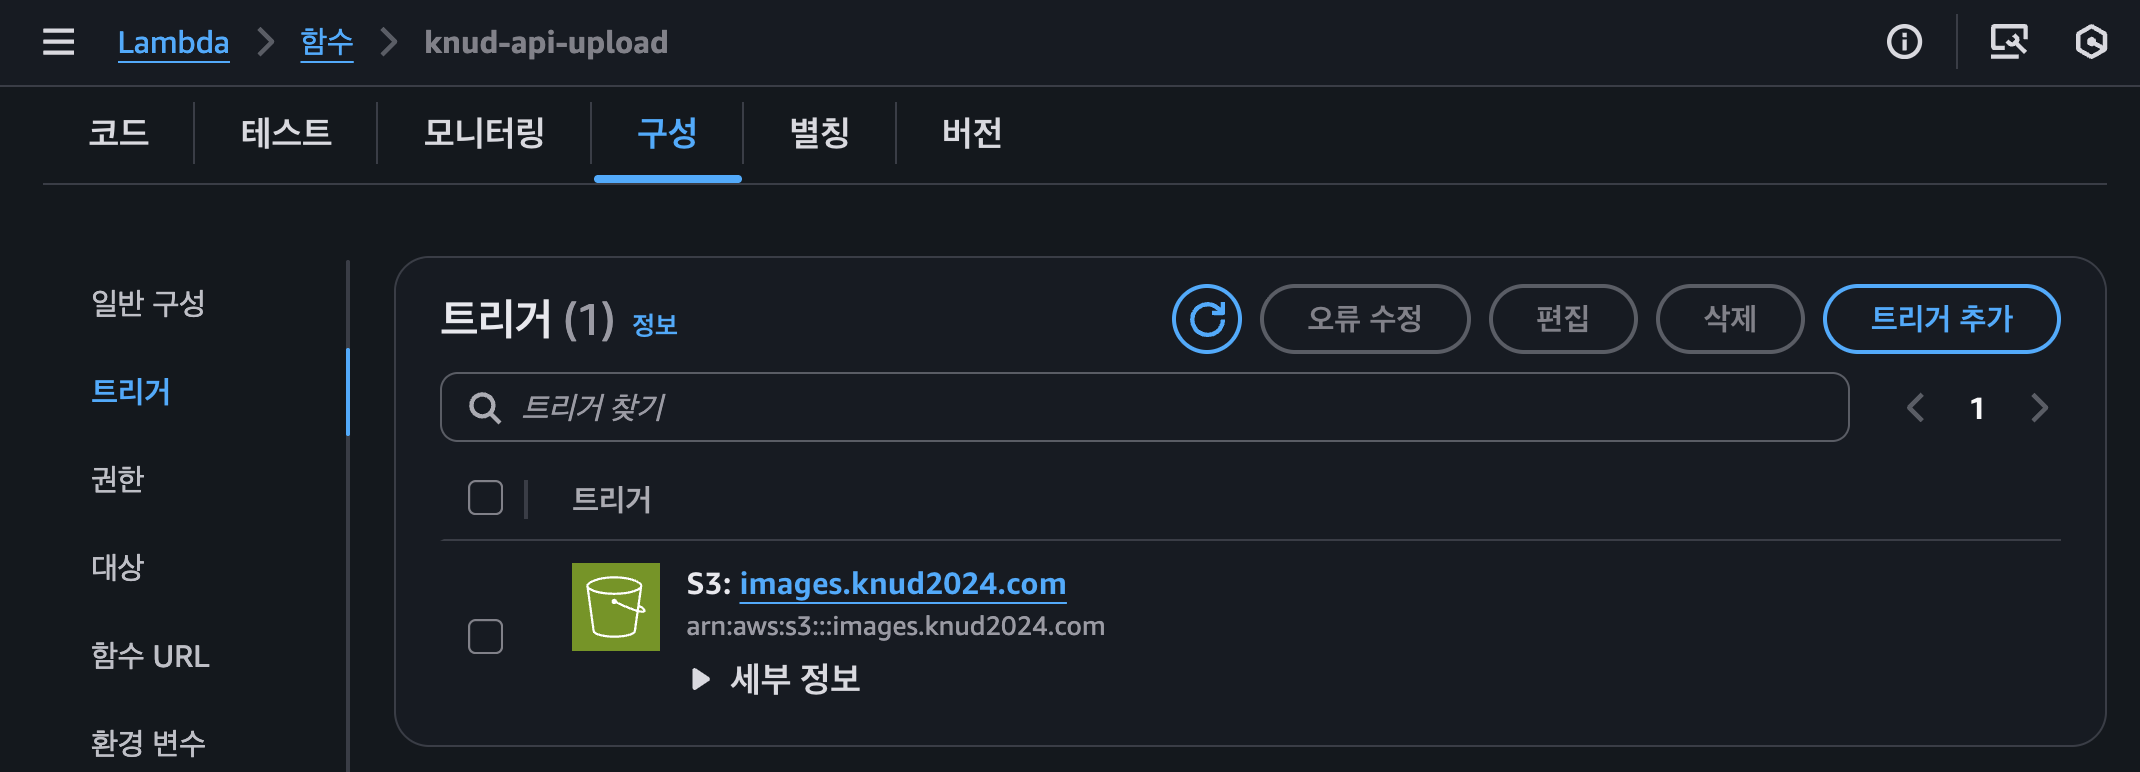 Lambda > 함수 > knud-api-upload
코드 테스트 모니터링 구성 별칭 버전
일반 구성
트리거
권한
대상
함수 URL
환경 변수
트리거 (1) 정보
오류 수정 편집 삭제 트리거 추가
트리거 찾기
1
트리거
S3: images.knud2024.com
arn:aws:s3:::images.knud2024.com
▶ 세부 정보